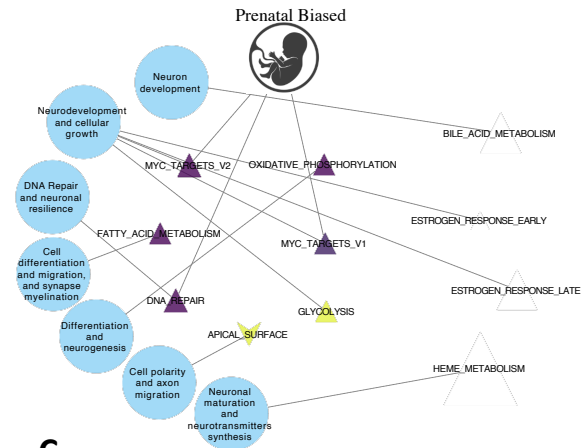 Prenatal Biased
Neuron
development
Neurodevelopment
and cellular
growth
BILE_ACID_METABOLISM
MYC_TARGETS_V2
OXIDATIVE_PHOSPHORYLATION
DNA Repair
and neuronal
resilience
ESTROGEN_RESPONSE_EARLY
FATTY_ACID_METABOLISM
MYC_TARGETS_V1
Cell
differentiation
and migration,
and synapse
myelination
ESTROGEN_RESPONSE_LATE
DNA_REPAIR
GLYCOLYSIS
Differentiation
and
neurogenesis
APICAL_SURFACE
HEME_METABOLISM
Cell polarity
and axon
migration
Neuronal
maturation
and
neurotransmitters
synthesis